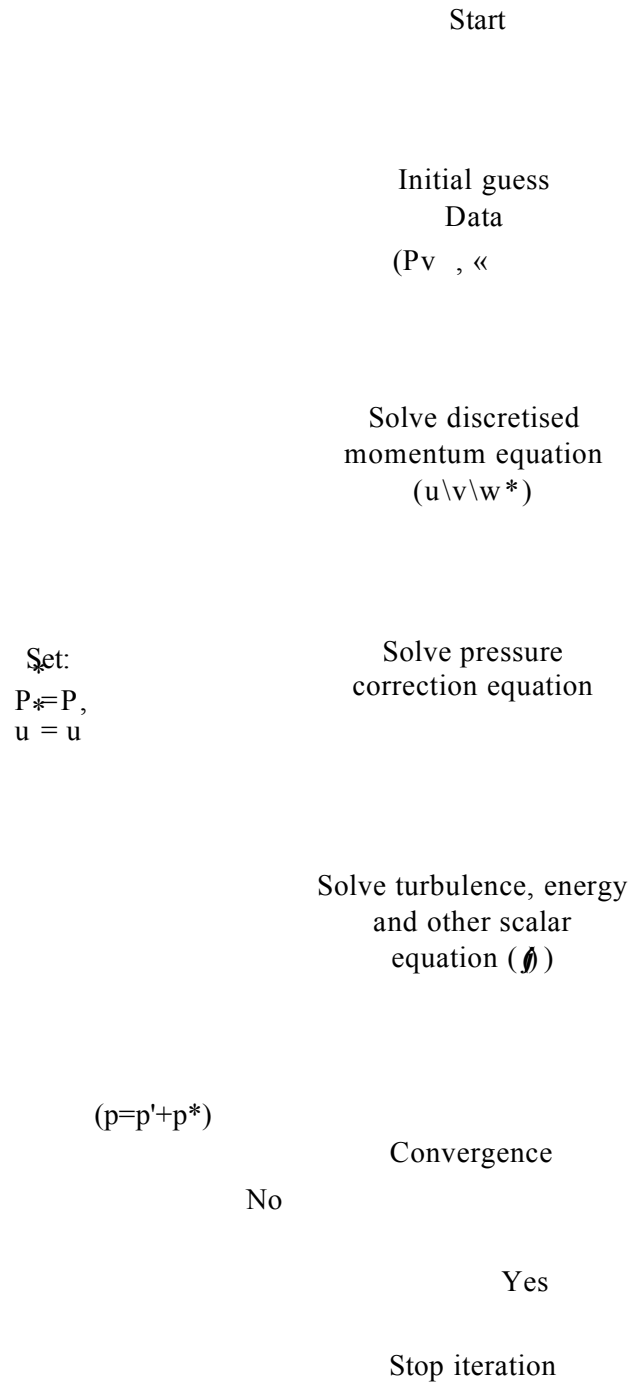 Start
Initial guess
Data
(Pv , «
Solve discretised
momentum equation
(u\v\w*)
Set:
*
P =P,
*
u = u
Solve pressure
correction equation
Solve turbulence, energy
and other scalar
equation ( )
(p=p'+p*)
Convergence
No
Yes
Stop iteration